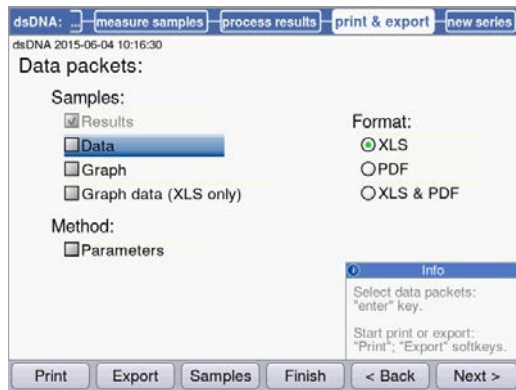 dsDNA: ... measure samples process results print & export new series
dsDNA 2015-06-04 10:16:30
Data packets:
Samples:
Results
Data
Graph
Graph data (XLS only)
Method:
Parameters
Format:
XLS
PDF
XLS & PDF
Info
Select data packets:
"enter" key.
Start print or export:
"Print"; "Export" softkeys.
Print Export Samples Finish < Back Next >